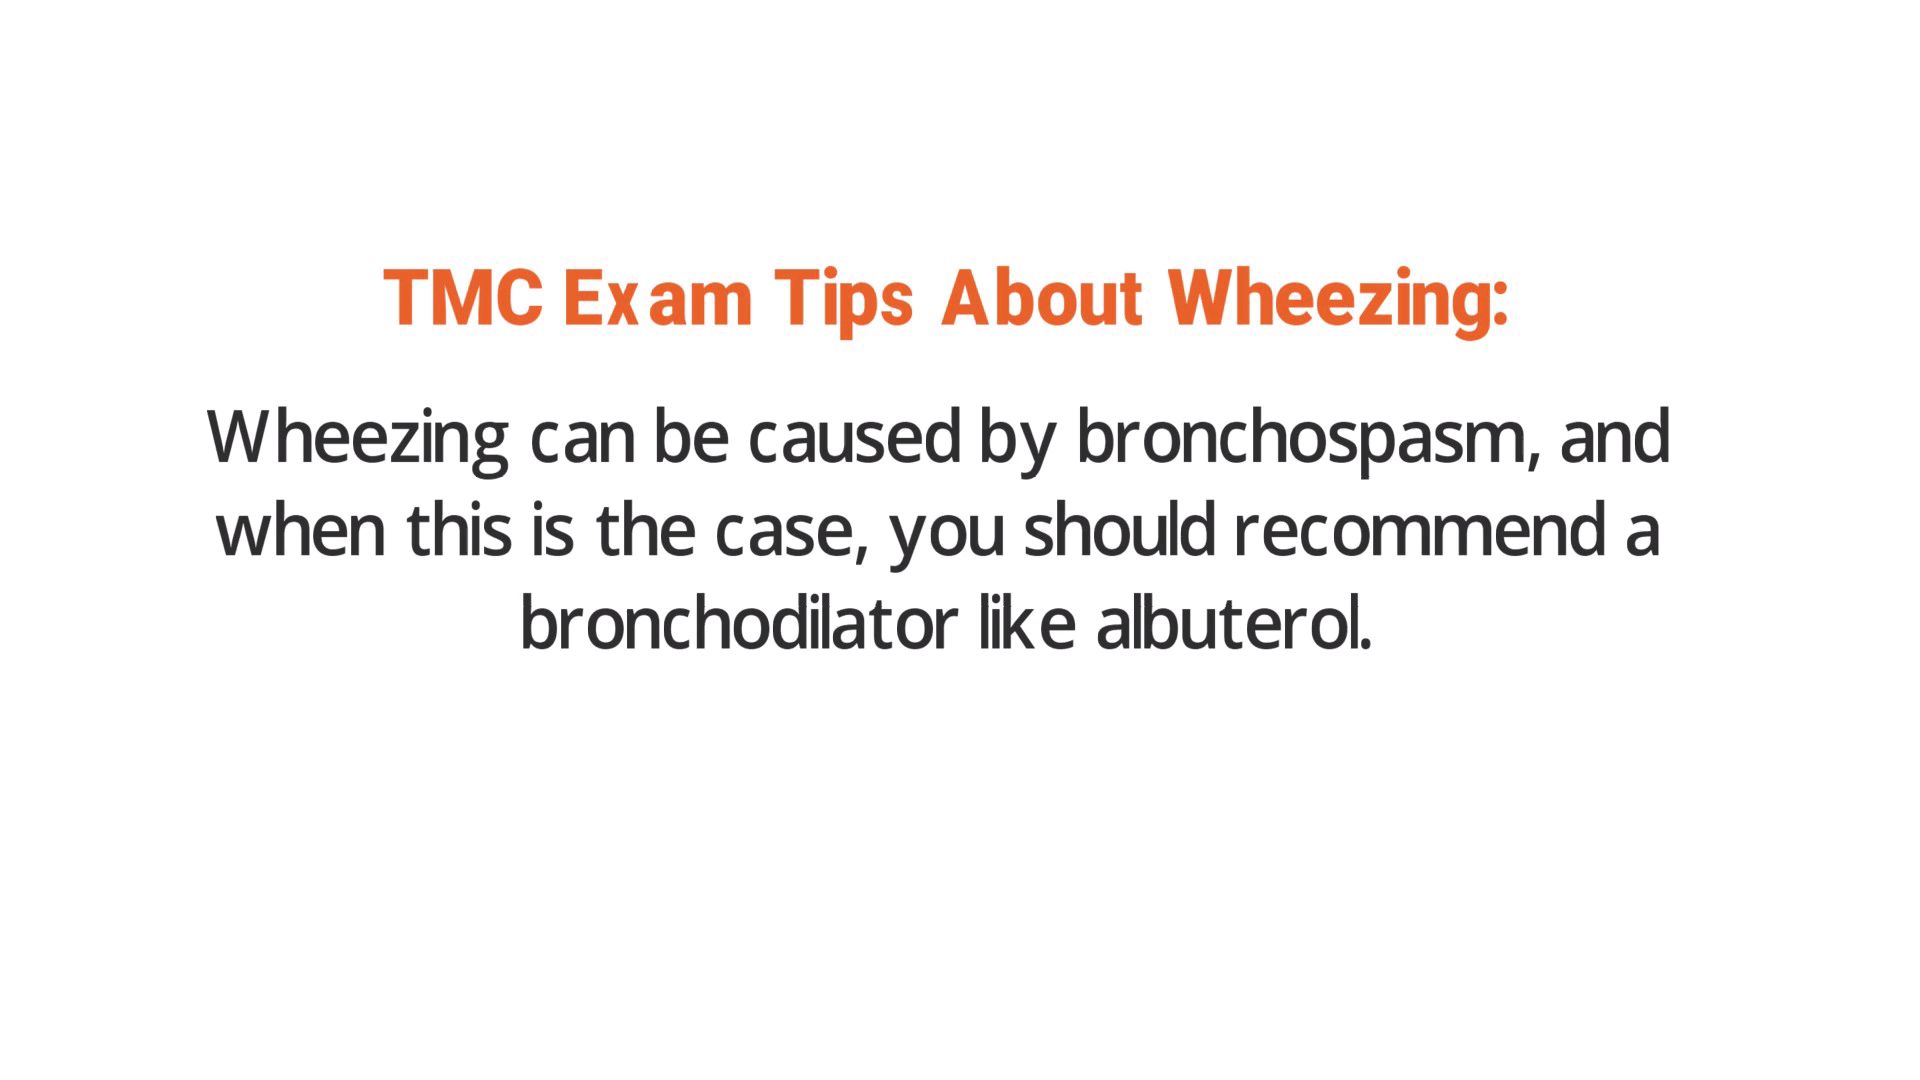 TMC Exam Tips About Wheezing:
Wheezing can be caused by bronchospasm, and
when this is the case, you should recommend a
bronchodilator like albuterol.